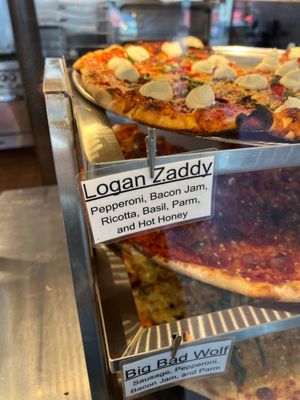 Logan Zaddy
Pepperoni, Bacon Jam,
Ricotta, Basil, Parm,
and Hot Honey
Big Bad Wolf
Sausage, Pepperoni,
Bacon Jam, and Parm